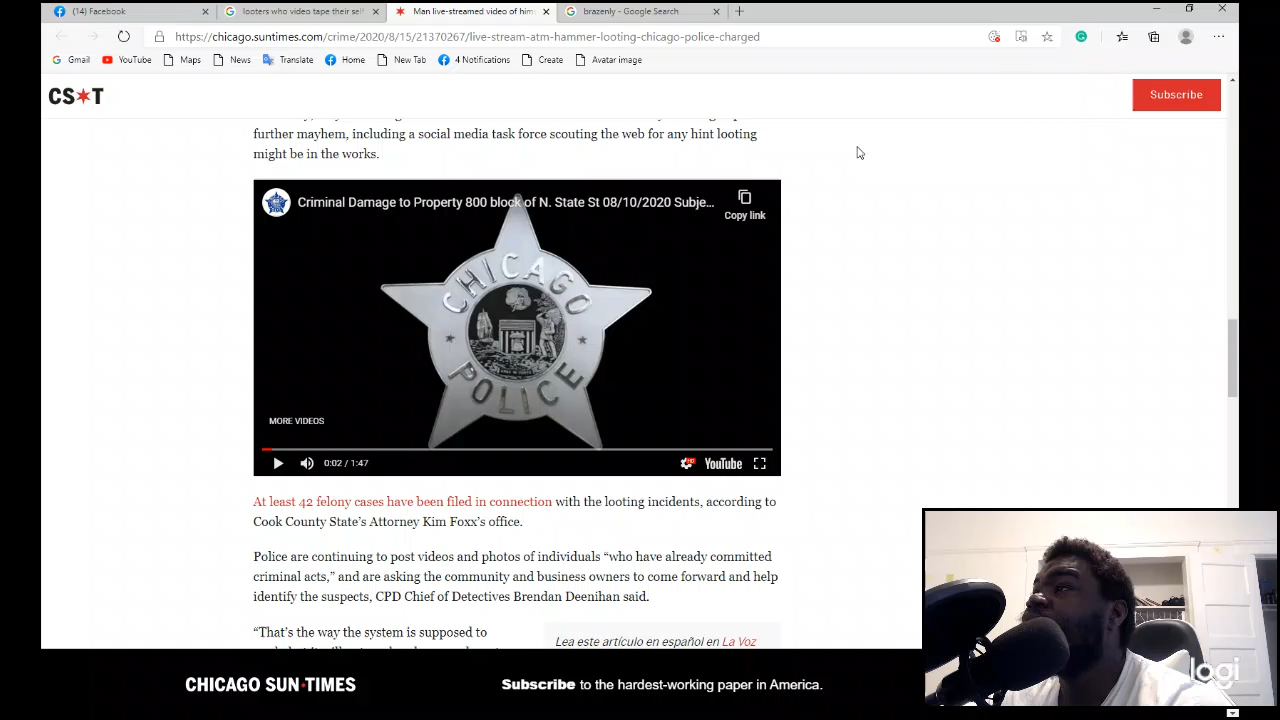 (14) Facebook
looters who video tape their self
Man live-streamed video of him
brazenly - Google Search
https://chicago.suntimes.com/crime/2020/8/15/21370267/live-stream-atm-hammer-looting-chicago-police-charged
Gmail YouTube Maps News Translate Home New Tab 4 Notifications Create Avatar image
CS T
Subscribe
further mayhem, including a social media task force scouting the web for any hint looting
might be in the works.
Criminal Damage to Property 800 block of N. State St 08/10/2020 Subje...
Copy link
CHICAGO
POLICE
MORE VIDEOS
0:02 / 1:47
HD
YouTube
At least 42 felony cases have been filed in connection with the looting incidents, according to
Cook County State's Attorney Kim Foxx's office.
Police are continuing to post videos and photos of individuals “who have already committed
criminal acts,” and are asking the community and business owners to come forward and help
identify the suspects, CPD Chief of Detectives Brendan Deenihan said.
“That's the way the system is supposed to
Lea este artículo en español en La Voz
logi
CHICAGO SUN TIMES
Subscribe to the hardest-working paper in America.